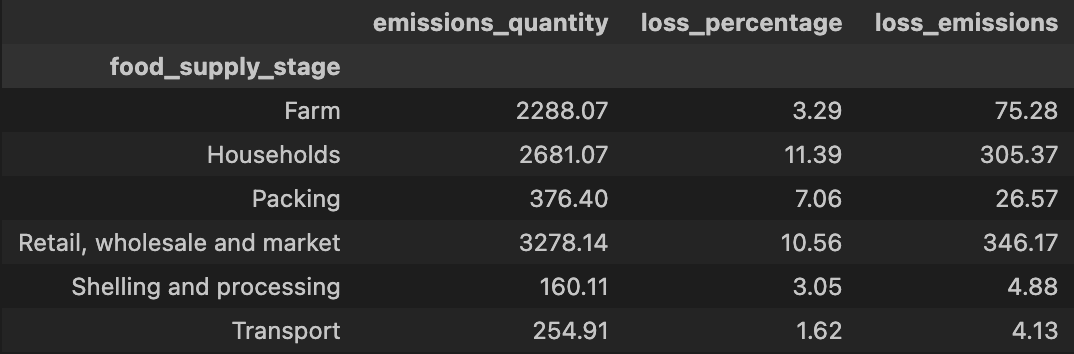 emissions_quantity loss_percentage loss_emissions
food_supply_stage
Farm 2288.07 3.29 75.28
Households 2681.07 11.39 305.37
Packing 376.40 7.06 26.57
Retail, wholesale and market 3278.14 10.56 346.17
Shelling and processing 160.11 3.05 4.88
Transport 254.91 1.62 4.13